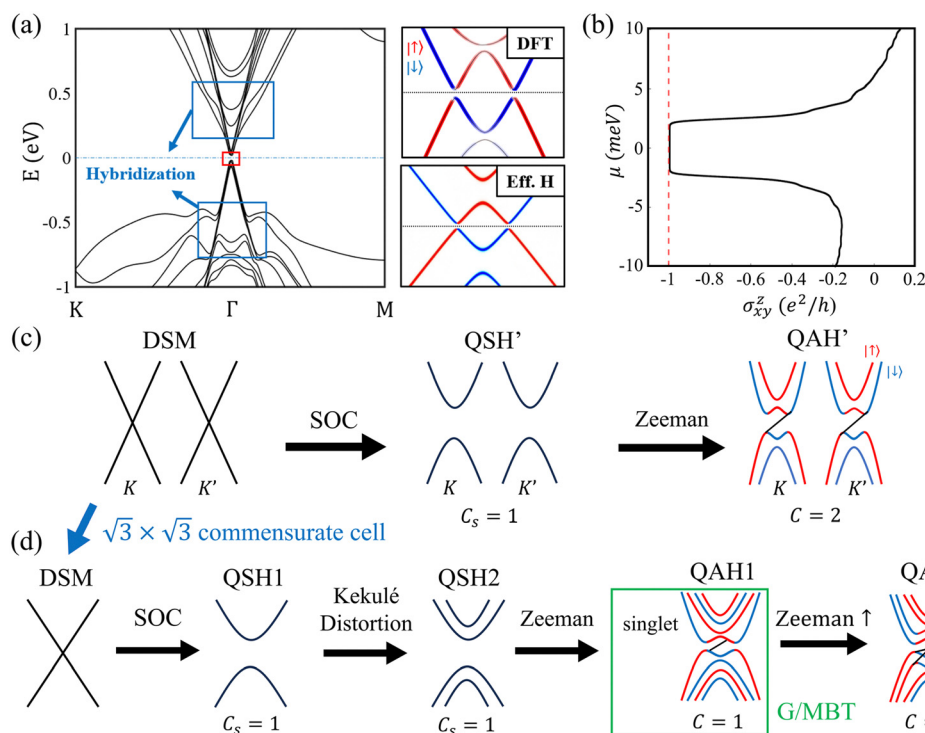 (a)
1
0.5
0
-0.5
-1
E (eV)
K
Γ
M
Hybridization
|↑⟩
|↓⟩
DFT
Eff. H
(b)
10
5
0
-5
-10
μ (meV)
-1
-0.8
-0.6
-0.4
-0.2
0
0.2
σ^z_xy (e²/h)
(c)
DSM
K
K'
SOC
QSH'
K
K'
C_s = 1
Zeeman
QAH'
|↑⟩
|↓⟩
K
K'
C = 2
√3 × √3 commensurate cell
(d)
DSM
SOC
QSH1
C_s = 1
Kekulé
Distortion
QSH2
C_s = 1
Zeeman
singlet
QAH1
C = 1
Zeeman ↑
G/MBT